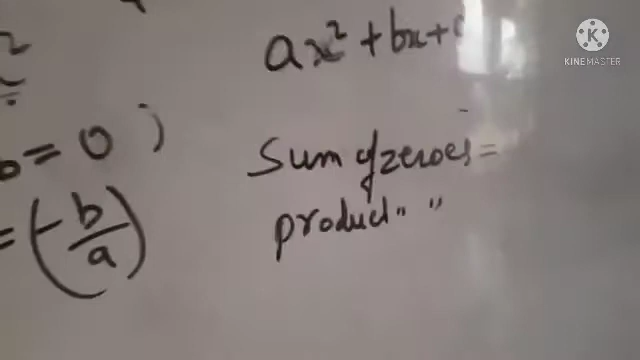 ax² + bx + c
= 0 )
Sum of zeroes =
= (-b/a)
product " "
KINEMASTER